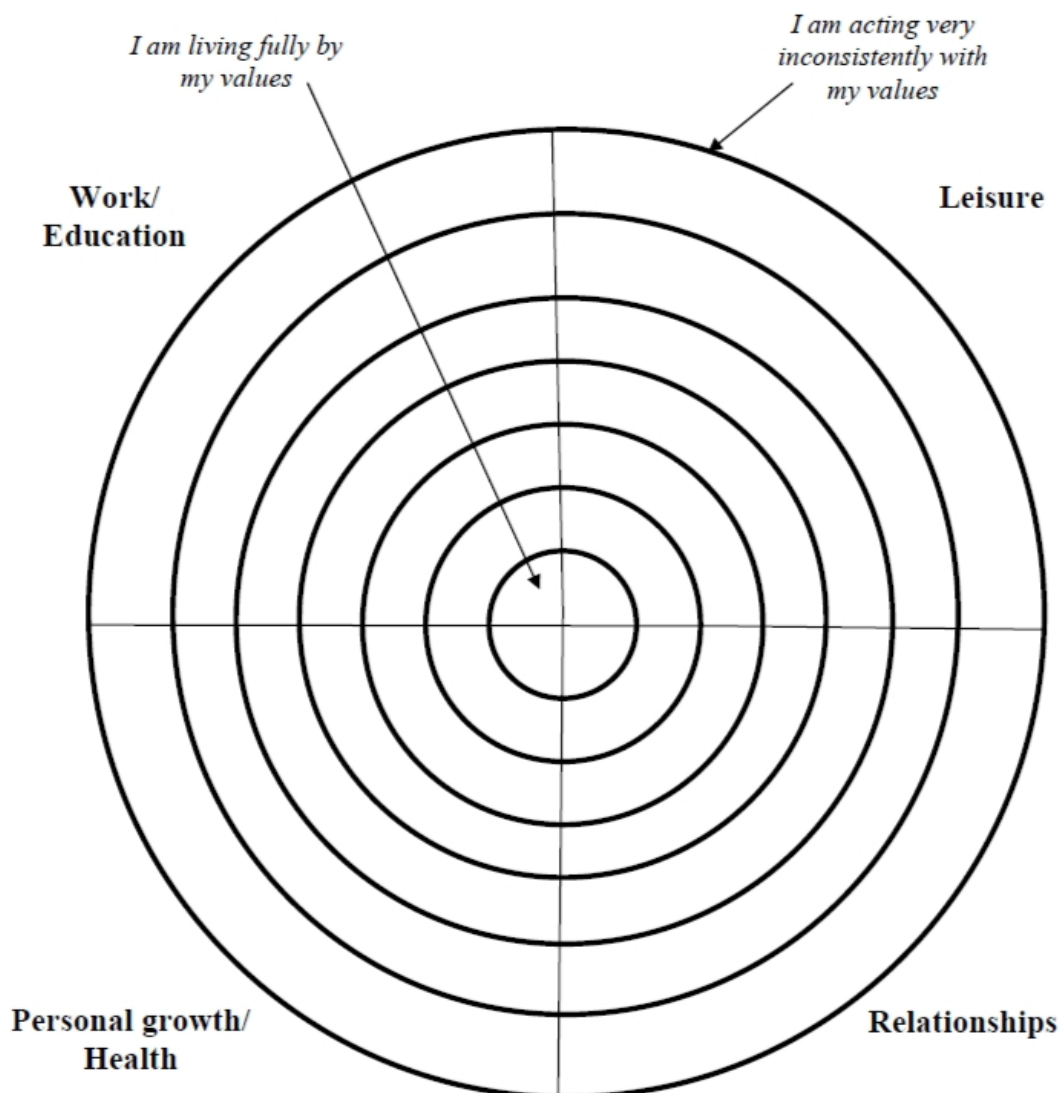 I am living fully by
my values
I am acting very
inconsistently with
my values
Work/
Education
Leisure
Personal growth/
Health
Relationships